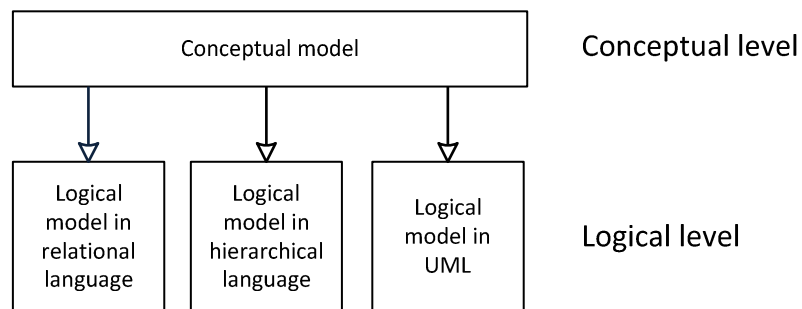 Conceptual model
Conceptual level
Logical
model in
relational
language
Logical
model in
hierarchical
language
Logical
model in
UML
Logical level